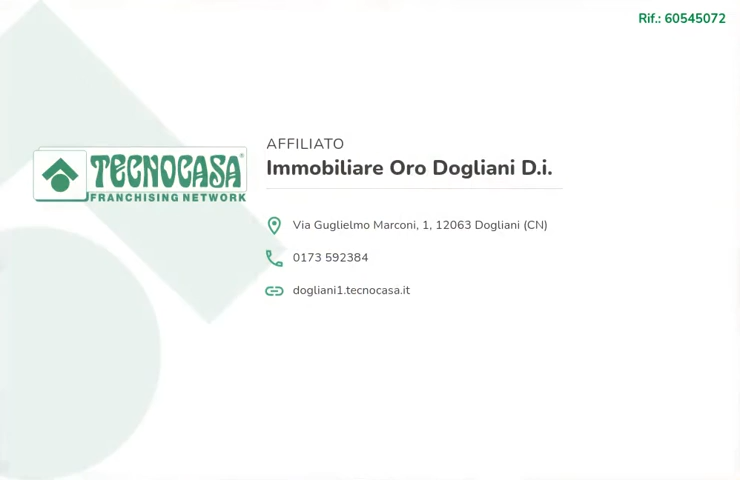 Rif.: 60545072
AFFILIATO
Immobiliare Oro Dogliani D.i.
TECNOCASA®
FRANCHISING NETWORK
Via Guglielmo Marconi, 1, 12063 Dogliani (CN)
0173 592384
dogliani1.tecnocasa.it